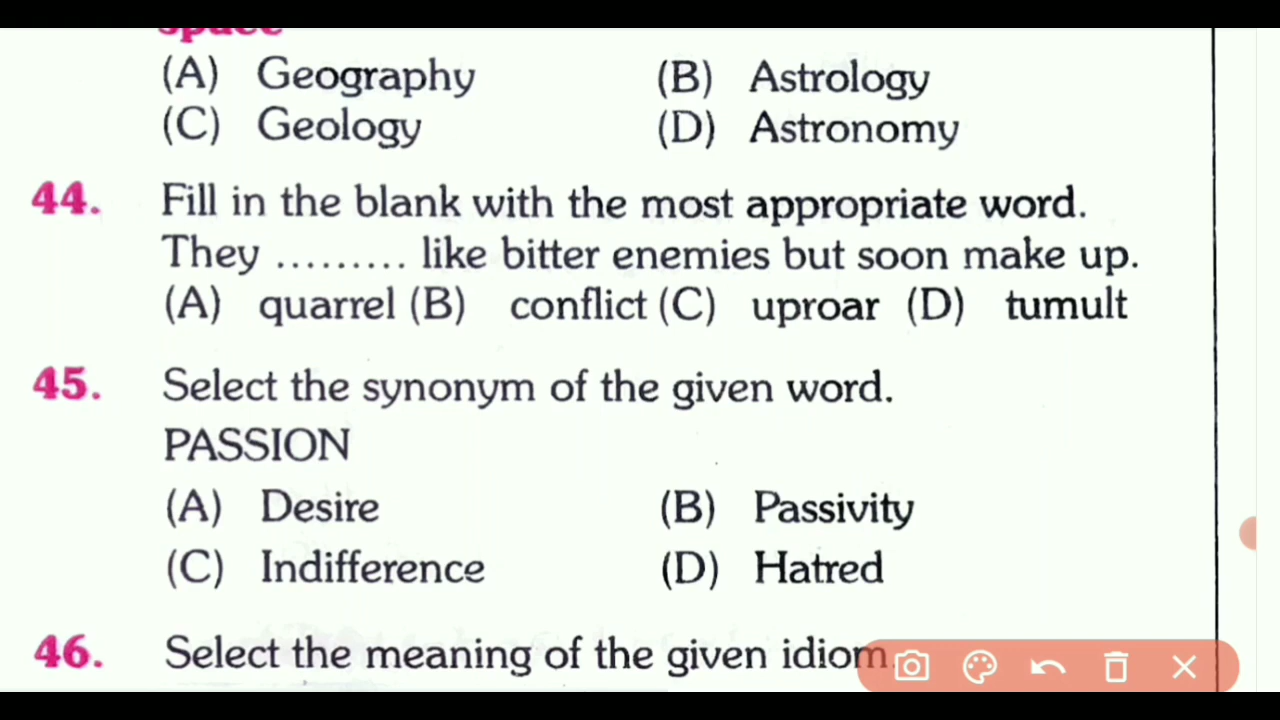 space
(A) Geography (B) Astrology
(C) Geology (D) Astronomy
44. Fill in the blank with the most appropriate word.
They ......... like bitter enemies but soon make up.
(A) quarrel (B) conflict (C) uproar (D) tumult
45. Select the synonym of the given word.
PASSION
(A) Desire (B) Passivity
(C) Indifference (D) Hatred
46. Select the meaning of the given idiom